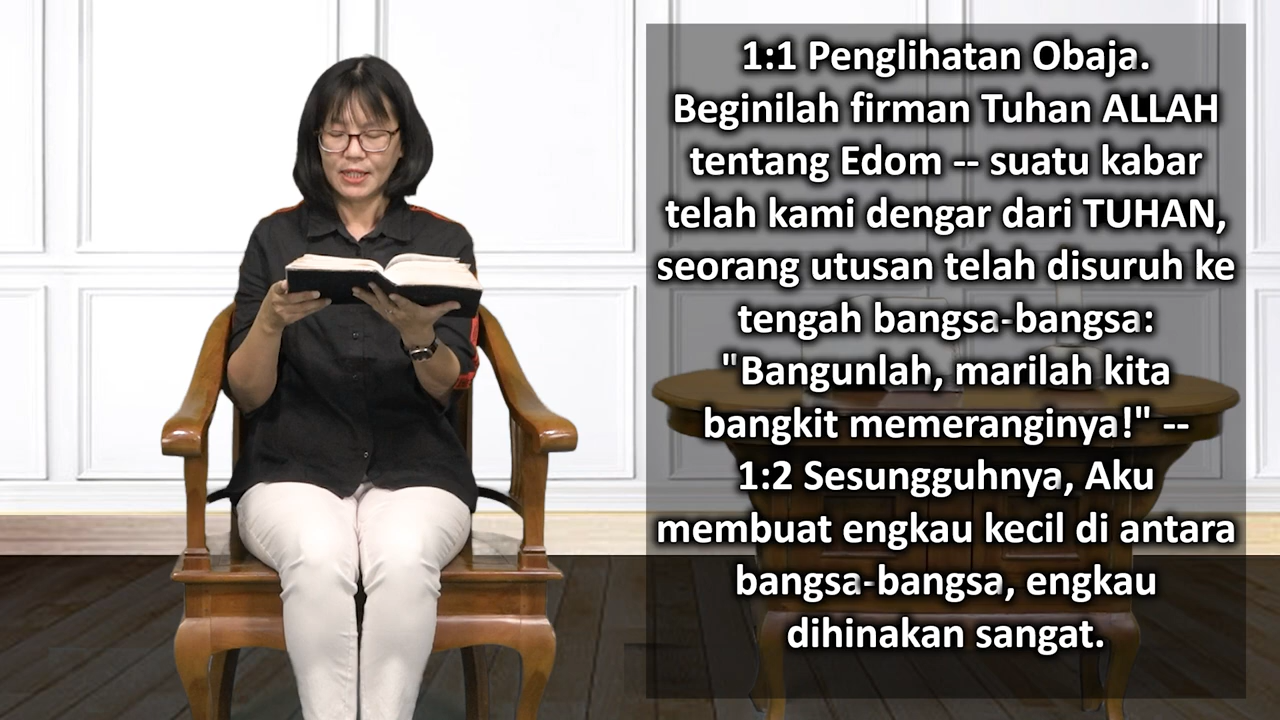 1:1 Penglihatan Obaja.
Beginilah firman Tuhan ALLAH
tentang Edom -- suatu kabar
telah kami dengar dari TUHAN,
seorang utusan telah disuruh ke
tengah bangsa-bangsa:
"Bangunlah, marilah kita
bangkit memeranginya!" --
1:2 Sesungguhnya, Aku
membuat engkau kecil di antara
bangsa-bangsa, engkau
dihinakan sangat.